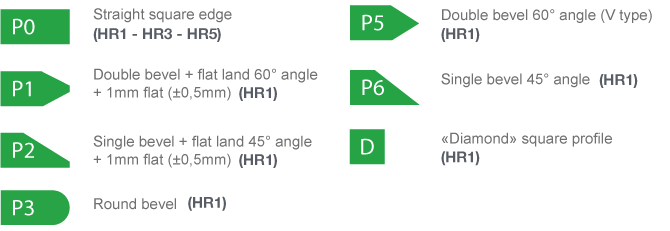 P0
Straight square edge
(HR1 - HR3 - HR5)
P1
Double bevel + flat land 60° angle
+ 1mm flat (±0,5mm) (HR1)
P2
Single bevel + flat land 45° angle
+ 1mm flat (±0,5mm) (HR1)
P3
Round bevel (HR1)
P5
Double bevel 60° angle (V type)
(HR1)
P6
Single bevel 45° angle (HR1)
D
«Diamond» square profile
(HR1)